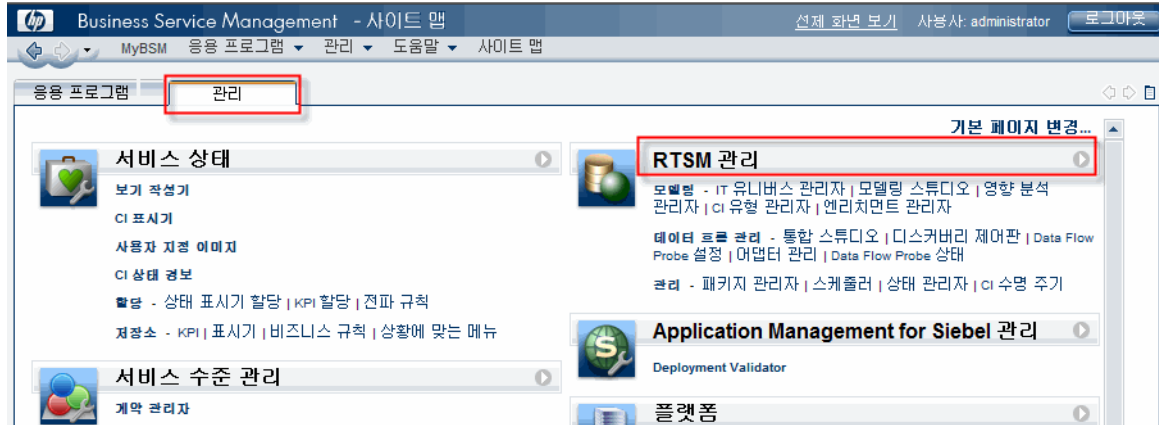 hp Business Service Management - 사이트 맵
전체 화면 보기 사용사: administrator 로그아웃
MyBSM 응용 프로그램 관리 도움말 사이트 맵
응용 프로그램 관리
기본 페이지 변경...
서비스 상태
보기 작성기
CI 표시기
사용자 지정 이미지
CI 상태 경보
할당 - 상태 표시기 할당 | KPI 할당 | 전파 규칙
저장소 - KPI | 표시기 | 비즈니스 규칙 | 상황에 맞는 메뉴
서비스 수준 관리
계약 관리자
RTSM 관리
모델링 - IT 유니버스 관리자 | 모델링 스튜디오 | 영향 분석
관리자 | CI 유형 관리자 | 엔리치먼트 관리자
데이터 흐름 관리 - 통합 스튜디오 | 디스커버리 제어판 | Data Flow
Probe 설정 | 어댑터 관리 | Data Flow Probe 상태
관리 - 패키지 관리자 | 스케줄러 | 상태 관리자 | CI 수명 주기
Application Management for Siebel 관리
Deployment Validator
플랫폼